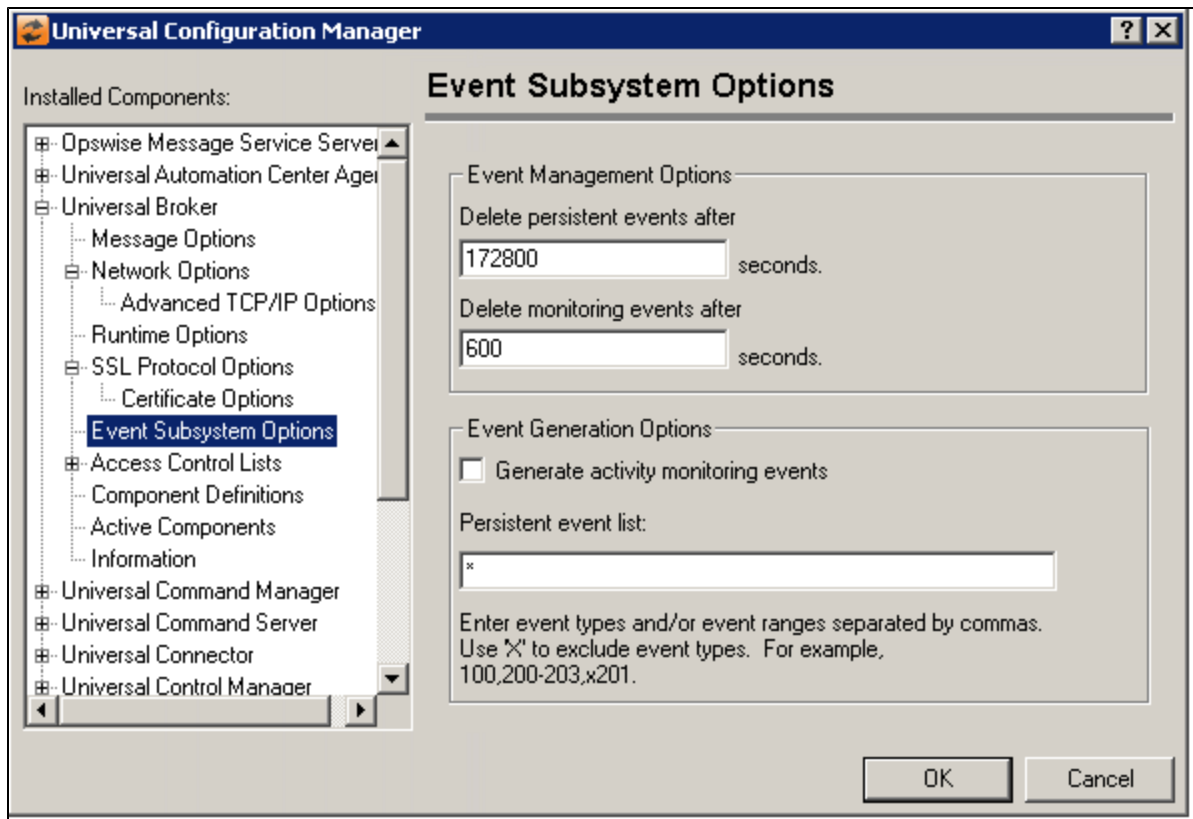 Universal Configuration Manager
Installed Components:
Opswise Message Service Server
Universal Automation Center Agen
Universal Broker
Message Options
Network Options
Advanced TCP/IP Options
Runtime Options
SSL Protocol Options
Certificate Options
Event Subsystem Options
Access Control Lists
Component Definitions
Active Components
Information
Universal Command Manager
Universal Command Server
Universal Connector
Universal Control Manager
Event Subsystem Options
Event Management Options
Delete persistent events after
172800 seconds.
Delete monitoring events after
600 seconds.
Event Generation Options
Generate activity monitoring events
Persistent event list:
*
Enter event types and/or event ranges separated by commas.
Use 'X' to exclude event types. For example,
100,200-203,x201.
OK
Cancel